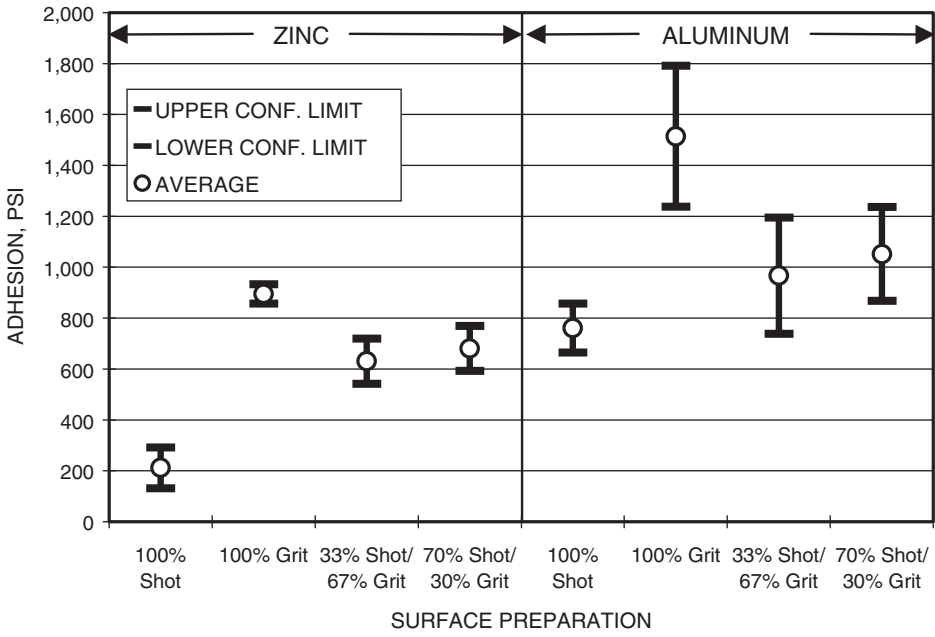 2,000
1,800
1,600
1,400
1,200
1,000
800
600
400
200
0
ADHESION, PSI
ZINC
ALUMINUM
UPPER CONF. LIMIT
LOWER CONF. LIMIT
AVERAGE
100%
Shot
100% Grit
33% Shot/
67% Grit
70% Shot/
30% Grit
100%
Shot
100% Grit
33% Shot/
67% Grit
70% Shot/
30% Grit
SURFACE PREPARATION